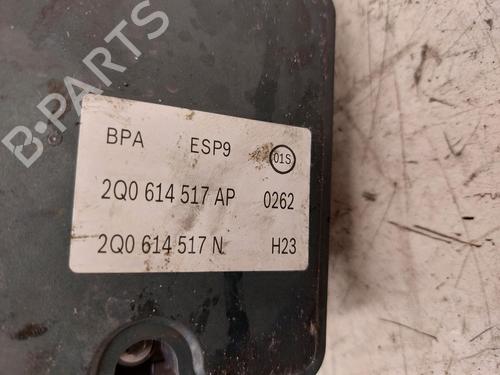 B-PARTS
BPA ESP9 01S
2Q0 614 517 AP 0262
2Q0 614 517 N H23